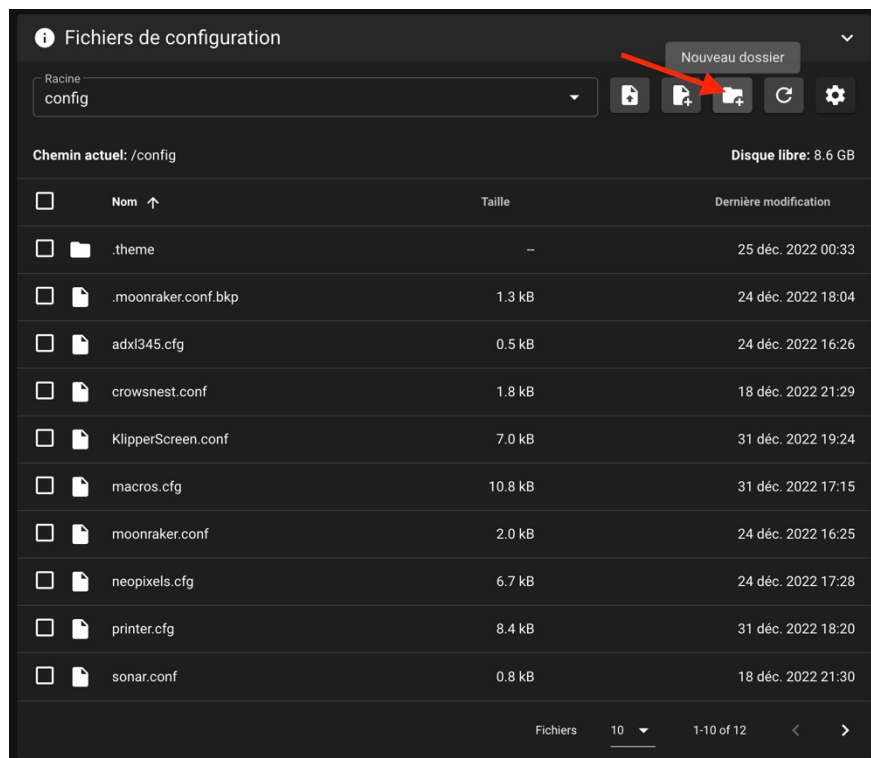 Fichiers de configuration
Nouveau dossier
Racine
config
Chemin actuel: /config Disque libre: 8.6 GB
Nom Taille Dernière modification
.theme -- 25 déc. 2022 00:33
.moonraker.conf.bkp 1.3 kB 24 déc. 2022 18:04
adxl345.cfg 0.5 kB 24 déc. 2022 16:26
crowsnest.conf 1.8 kB 18 déc. 2022 21:29
KlipperScreen.conf 7.0 kB 31 déc. 2022 19:24
macros.cfg 10.8 kB 31 déc. 2022 17:15
moonraker.conf 2.0 kB 24 déc. 2022 16:25
neopixels.cfg 6.7 kB 24 déc. 2022 17:28
printer.cfg 8.4 kB 31 déc. 2022 18:20
sonar.conf 0.8 kB 18 déc. 2022 21:30
Fichiers 10 1-10 of 12